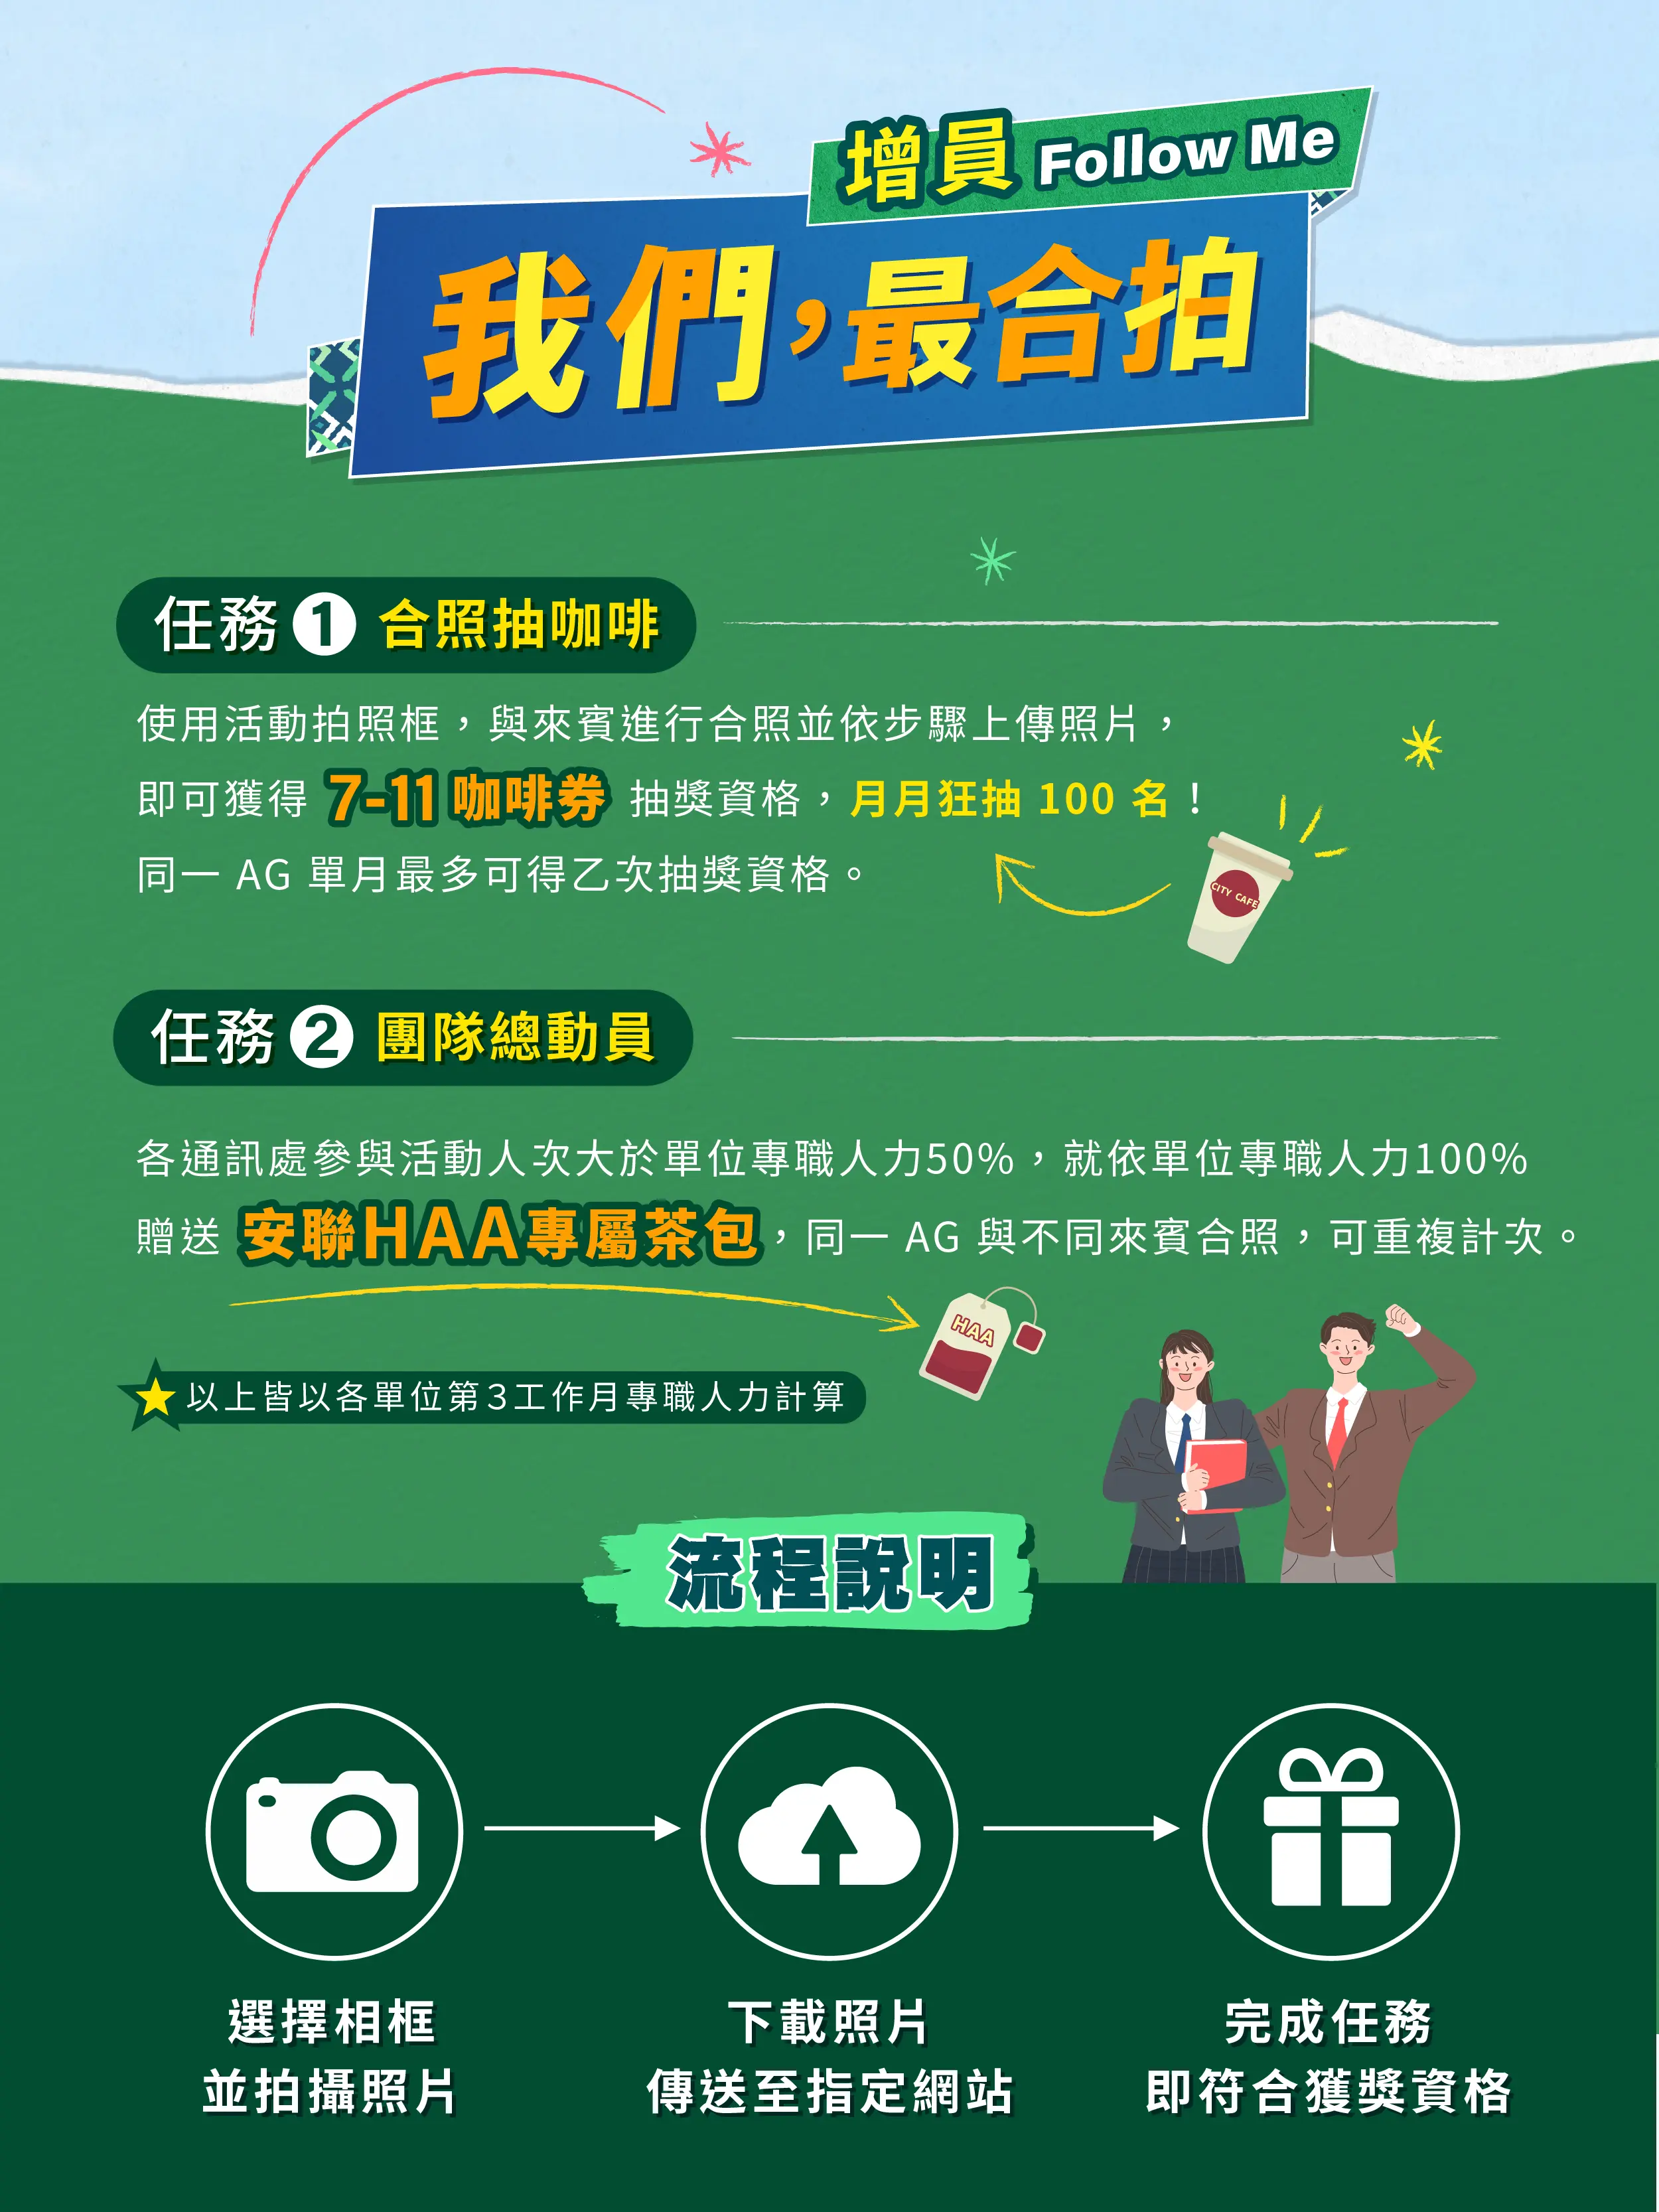 增員 Follow Me
我們，最合拍
任務 1 合照抽咖啡
使用活動拍照框，與來賓進行合照並依步驟上傳照片，
即可獲得 7-11 咖啡券 抽獎資格，月月狂抽 100 名！
同一 AG 單月最多可得乙次抽獎資格。
CITY CAFE
任務 2 團隊總動員
各通訊處參與活動人次大於單位專職人力50%，就依單位專職人力100%
贈送 安聯HAA專屬茶包，同一 AG 與不同來賓合照，可重複計次。
HAA
以上皆以各單位第3工作月專職人力計算
流程說明
選擇相框
並拍攝照片
下載照片
傳送至指定網站
完成任務
即符合獲獎資格